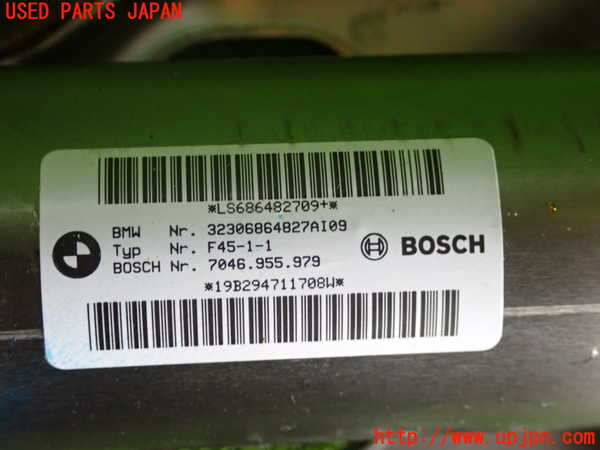 USED PARTS JAPAN
*LS686482709+*
BMW Nr. 32306864827AI09
Typ Nr. F45-1-1
BOSCH Nr. 7046.955.979
BOSCH
*19B294711708W*
http://www.upjpn.com/